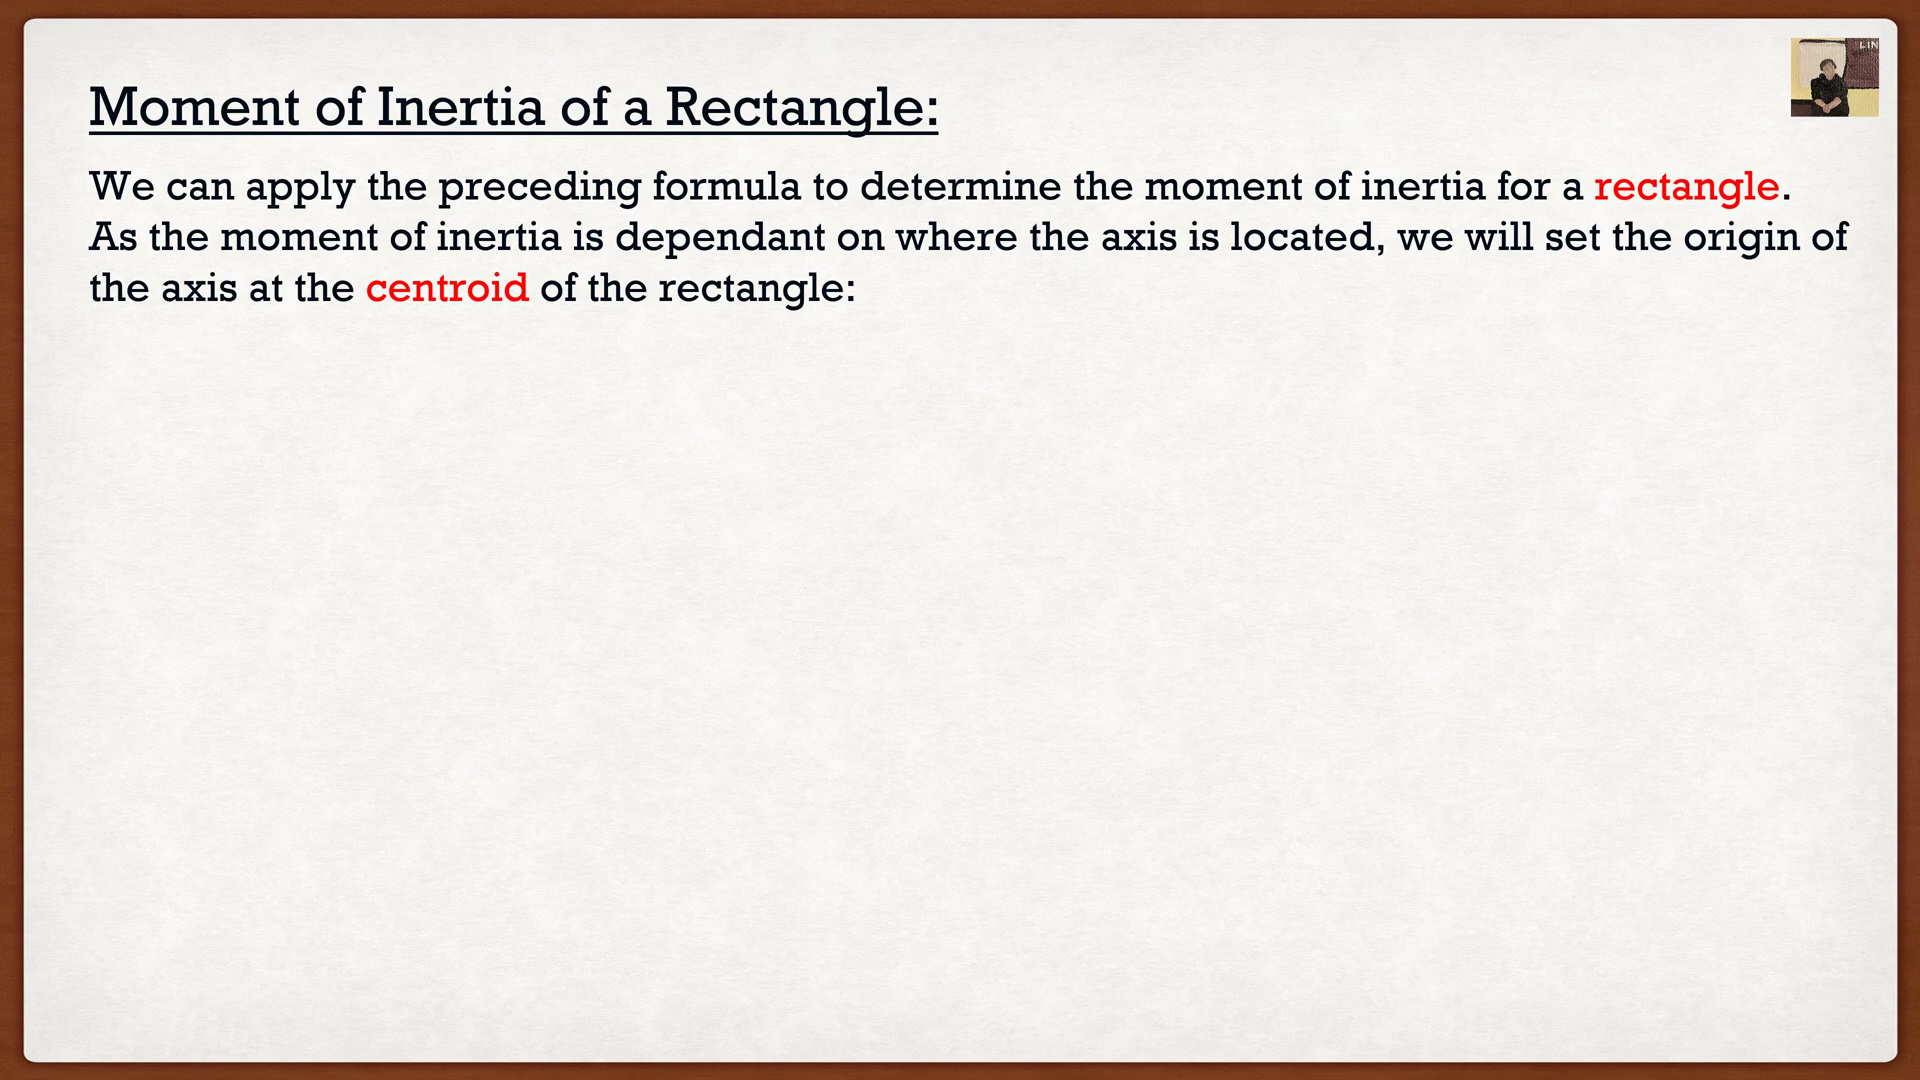 Moment of Inertia of a Rectangle:
We can apply the preceding formula to determine the moment of inertia for a rectangle.
As the moment of inertia is dependant on where the axis is located, we will set the origin of
the axis at the centroid of the rectangle:
LIN